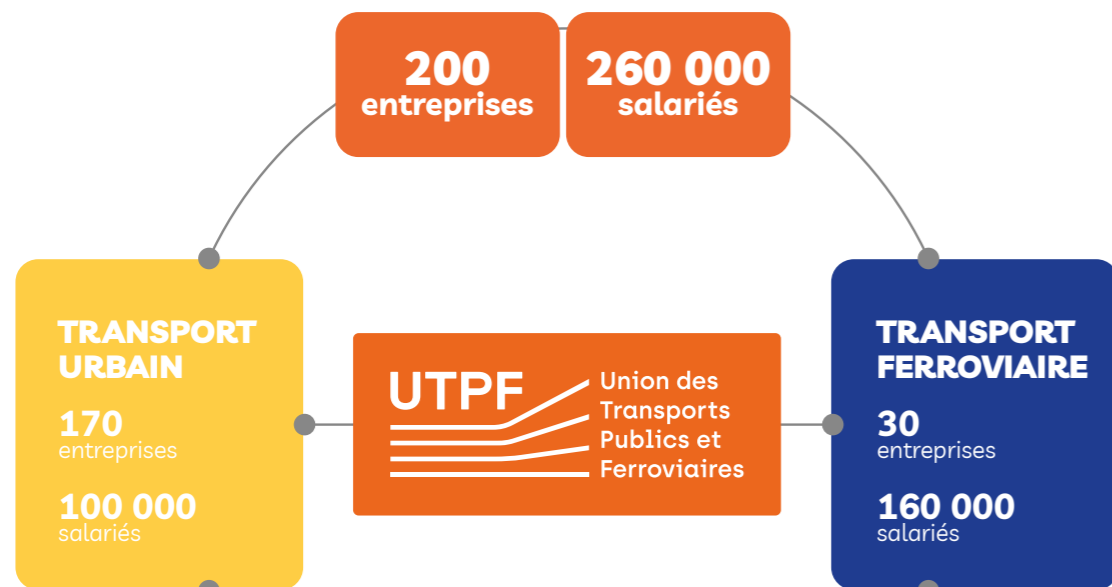 200
entreprises
260 000
salariés
TRANSPORT
URBAIN
170
entreprises
100 000
salariés
UTPF
Union des
Transports
Publics et
Ferroviaires
TRANSPORT
FERROVIAIRE
30
entreprises
160 000
salariés